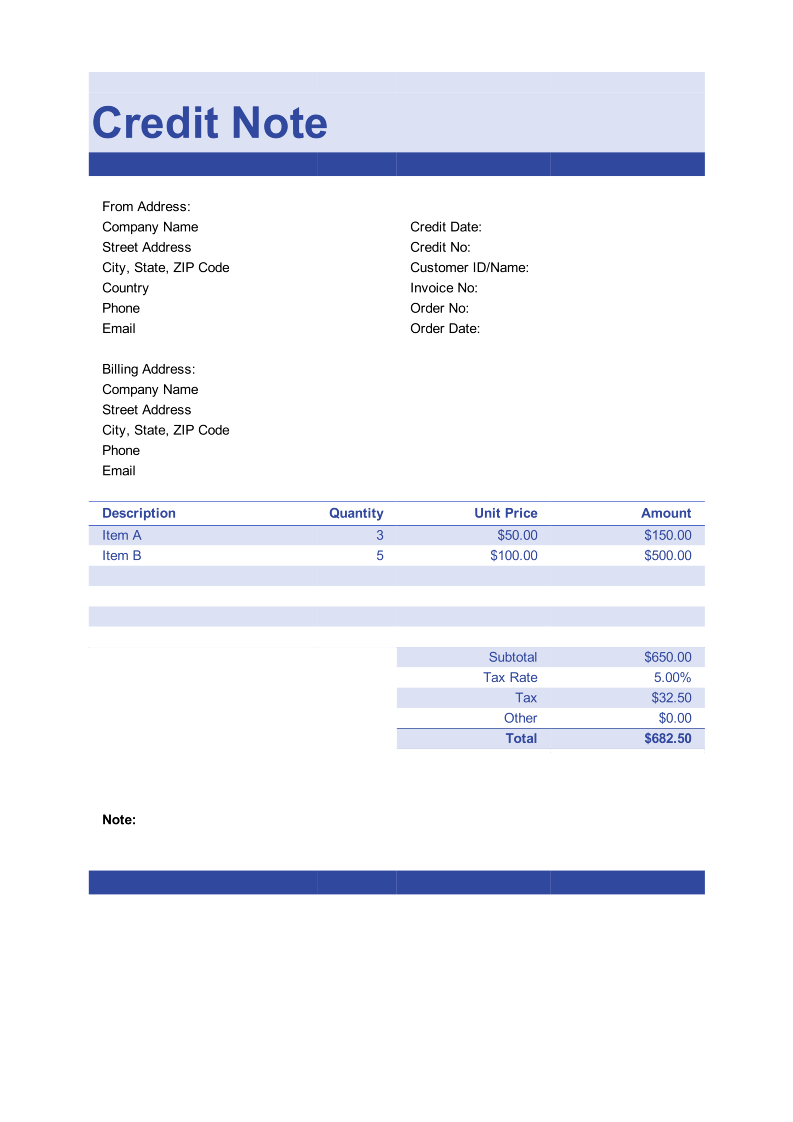 Credit Note
From Address:
Company Name
Street Address
City, State, ZIP Code
Country
Phone
Email
Credit Date:
Credit No:
Customer ID/Name:
Invoice No:
Order No:
Order Date:
Billing Address:
Company Name
Street Address
City, State, ZIP Code
Phone
Email
Description Quantity Unit Price Amount
Item A 3 $50.00 $150.00
Item B 5 $100.00 $500.00
Subtotal $650.00
Tax Rate 5.00%
Tax $32.50
Other $0.00
Total $682.50
Note: